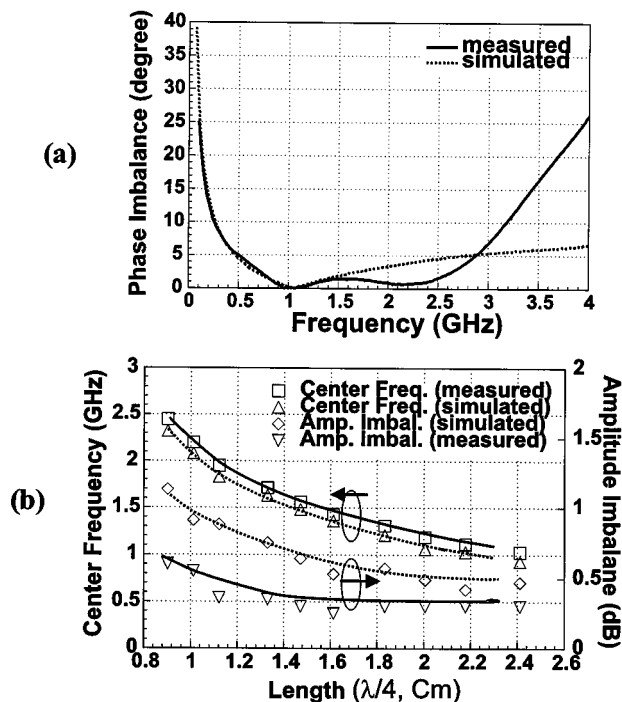 (a)
Phase Imbalance (degree)
40
35
30
25
20
15
10
5
0
measured
simulated
0 0.5 1 1.5 2 2.5 3 3.5 4
Frequency (GHz)
(b)
Center Frequency (GHz)
3
2.5
2
1.5
1
0.5
0
Center Freq. (measured)
Center Freq. (simulated)
Amp. Imbal. (simulated)
Amp. Imbal. (measured)
2
1.5
1
0.5
0
Amplitude Imbalane (dB)
0.8 1 1.2 1.4 1.6 1.8 2 2.2 2.4 2.6
Length (λ/4, Cm)